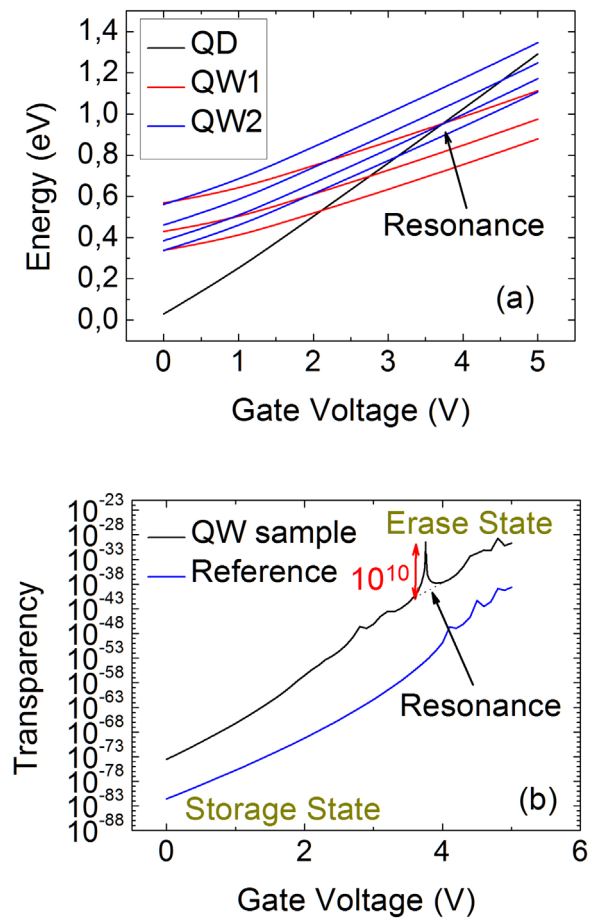 1,4
1,2
1,0
0,8
0,6
0,4
0,2
0,0
Energy (eV)
QD
QW1
QW2
Resonance
(a)
0 1 2 3 4 5
Gate Voltage (V)
10-23
10-28
10-33
10-38
10-43
10-48
10-53
10-58
10-63
10-68
10-73
10-78
10-83
10-88
Transparency
QW sample
Reference
Erase State
10¹⁰
Resonance
Storage State
(b)
0 2 4 6
Gate Voltage (V)